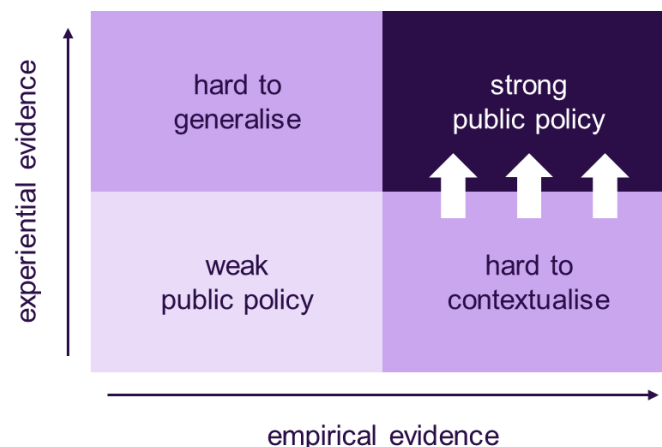 experiential evidence
hard to
generalise
strong
public policy
weak
public policy
hard to
contextualise
empirical evidence